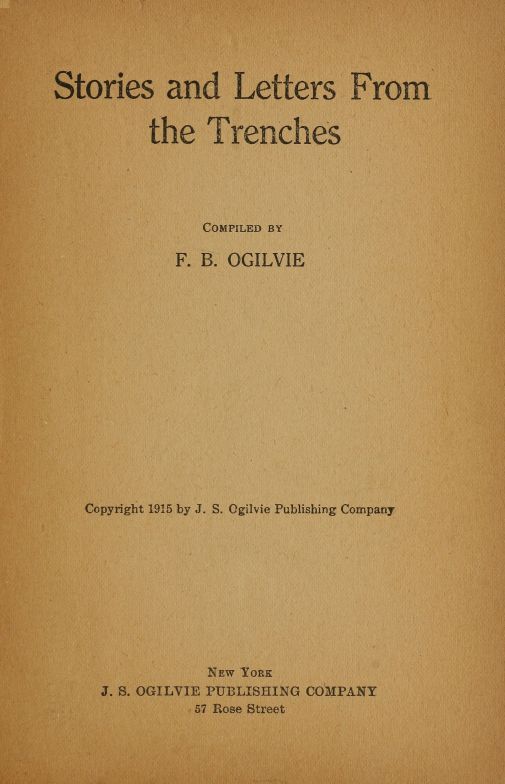 Stories and Letters From
the Trenches
COMPILED BY
F. B. OGILVIE
Copyright 1915 by J. S. Ogilvie Publishing Company
NEW YORK
J. S. OGILVIE PUBLISHING COMPANY
57 Rose Street